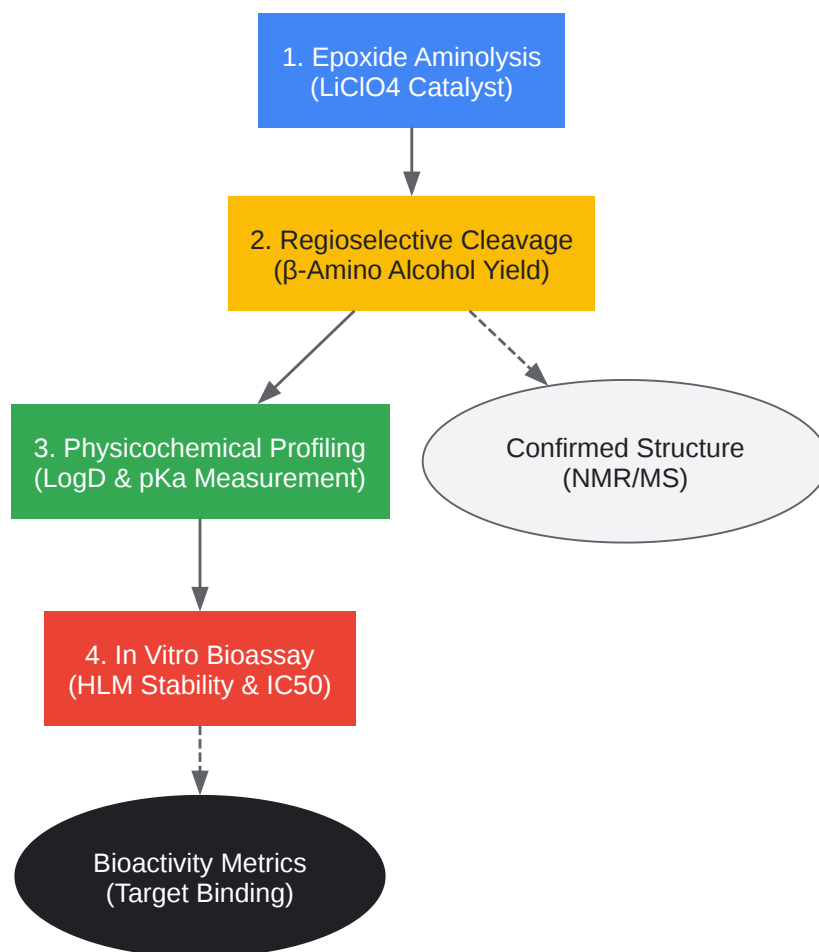 1. Epoxide Aminolysis
(LiClO4 Catalyst)
2. Regioselective Cleavage
(β-Amino Alcohol Yield)
3. Physicochemical Profiling
(LogD & pKa Measurement)
Confirmed Structure
(NMR/MS)
4. In Vitro Bioassay
(HLM Stability & IC50)
Bioactivity Metrics
(Target Binding)